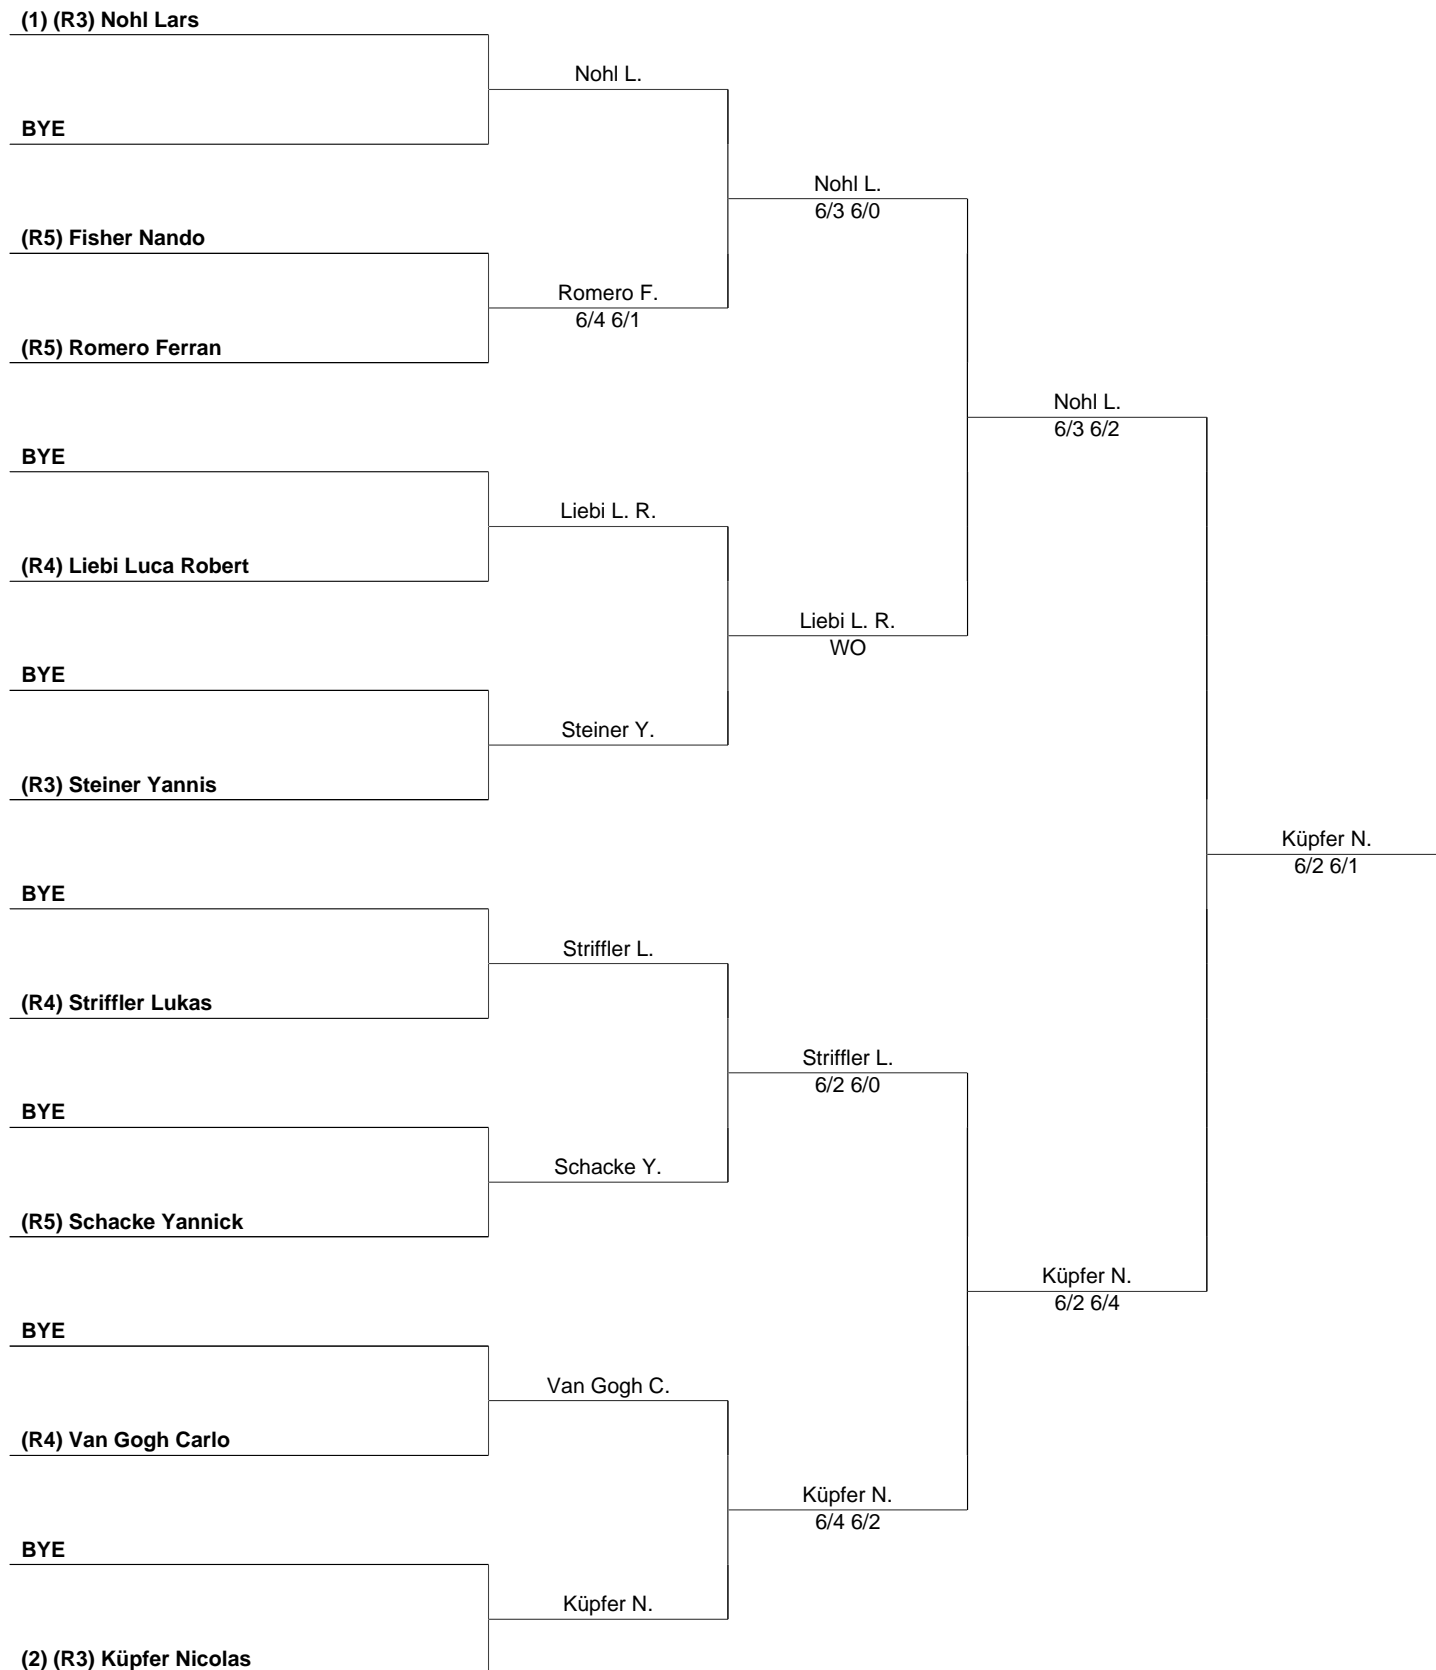 (1) (R3) Nohl Lars
Nohl L.
BYE
Nohl L.
6/3 6/0
(R5) Fisher Nando
Romero F.
6/4 6/1
(R5) Romero Ferran
Nohl L.
6/3 6/2
BYE
Liebi L. R.
(R4) Liebi Luca Robert
Liebi L. R.
WO
BYE
Steiner Y.
(R3) Steiner Yannis
Küpfer N.
6/2 6/1
BYE
Striffler L.
(R4) Striffler Lukas
Striffler L.
6/2 6/0
BYE
Schacke Y.
(R5) Schacke Yannick
Küpfer N.
6/2 6/4
BYE
Van Gogh C.
(R4) Van Gogh Carlo
Küpfer N.
6/4 6/2
BYE
Küpfer N.
(2) (R3) Küpfer Nicolas